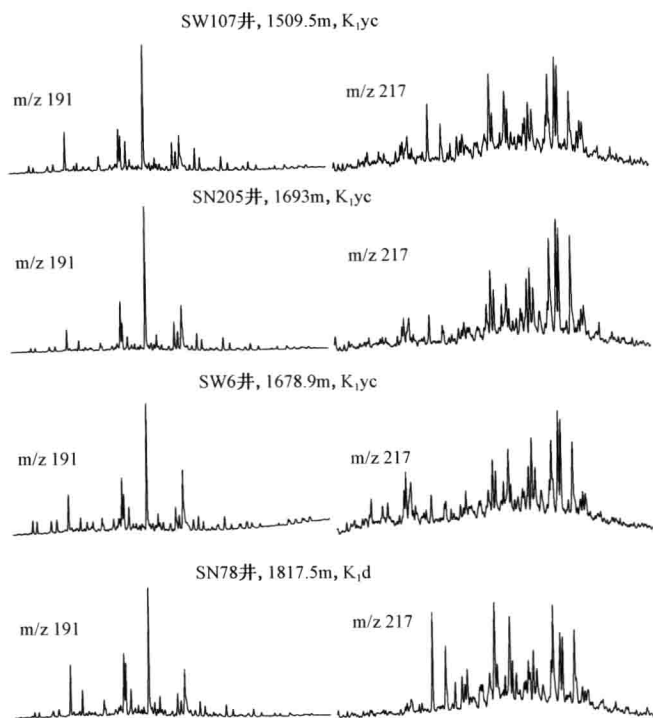 SW107井, 1509.5m, K₁yc
m/z 191
m/z 217
SN205井, 1693m, K₁yc
m/z 191
m/z 217
SW6井, 1678.9m, K₁yc
m/z 191
m/z 217
SN78井, 1817.5m, K₁d
m/z 191
m/z 217